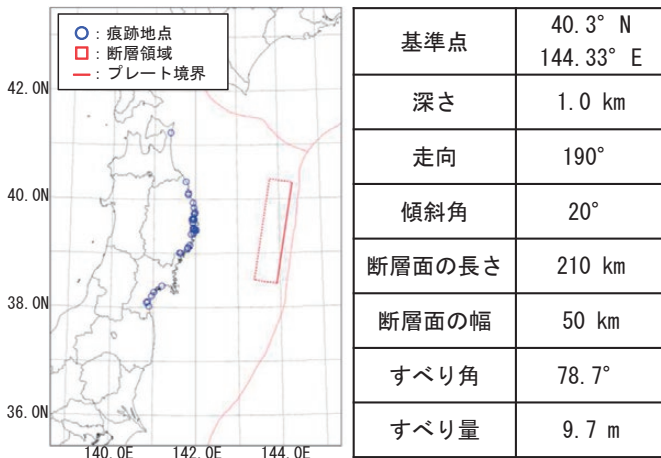 ○：痕跡地点
□：断層領域
―：プレート境界
42.0N
40.0N
38.0N
36.0N
140.0E
142.0E
144.0E
基準点
40.3° N
144.33° E
深さ
1.0 km
走向
190°
傾斜角
20°
断層面の長さ
210 km
断層面の幅
50 km
すべり角
78.7°
すべり量
9.7 m